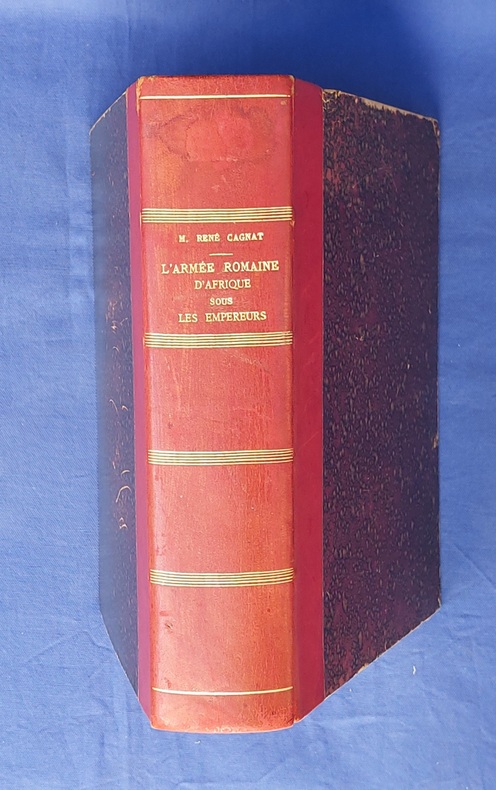 M. RENÉ CAGNAT
L'ARMÉE ROMAINE
D'AFRIQUE
SOUS
LES EMPEREURS